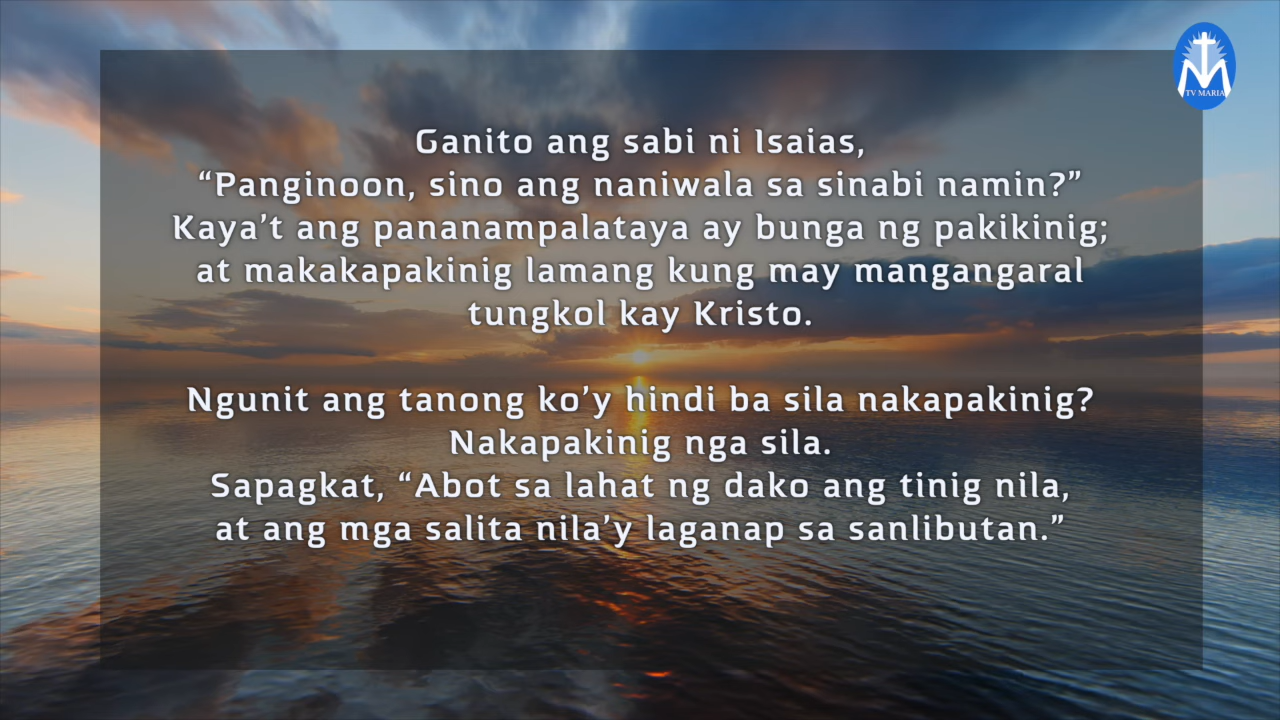 TV MARIA
Ganito ang sabi ni Isaias,
“Panginoon, sino ang naniwala sa sinabi namin?”
Kaya’t ang pananampalataya ay bunga ng pakikinig;
at makakapakinig lamang kung may mangangaral
tungkol kay Kristo.
Ngunit ang tanong ko’y hindi ba sila nakapakinig?
Nakapakinig nga sila.
Sapagkat, “Abot sa lahat ng dako ang tinig nila,
at ang mga salita nila’y laganap sa sanlibutan.”